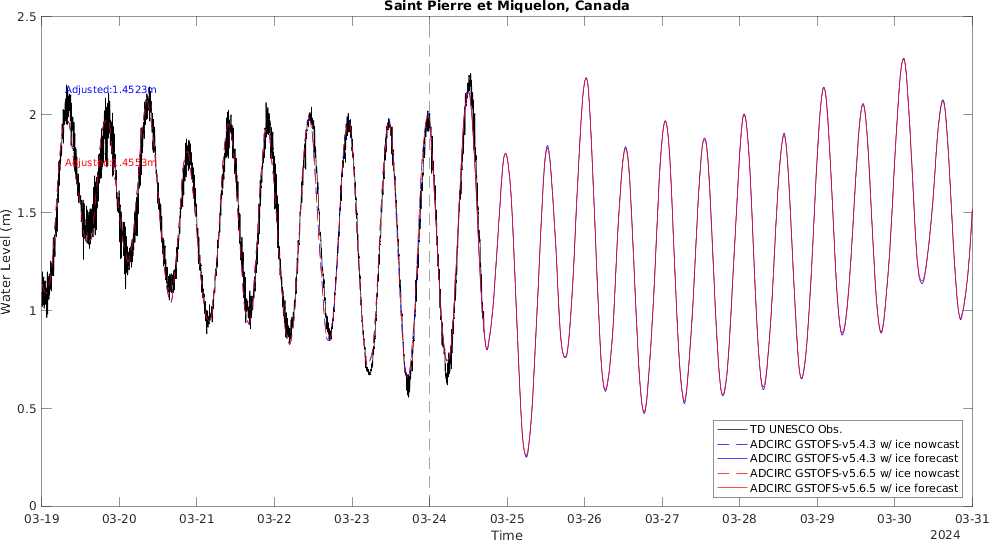 Saint Pierre et Miquelon, Canada
2.5
2
1.5
1
0.5
0
Water Level (m)
Adjusted:1.4523m
Adjusted:1.4553m
TD UNESCO Obs.
ADCIRC GSTOFS-v5.4.3 w/ ice nowcast
ADCIRC GSTOFS-v5.4.3 w/ ice forecast
ADCIRC GSTOFS-v5.6.5 w/ ice nowcast
ADCIRC GSTOFS-v5.6.5 w/ ice forecast
03-19 03-20 03-21 03-22 03-23 03-24 03-25 03-26 03-27 03-28 03-29 03-30 03-31
Time
2024